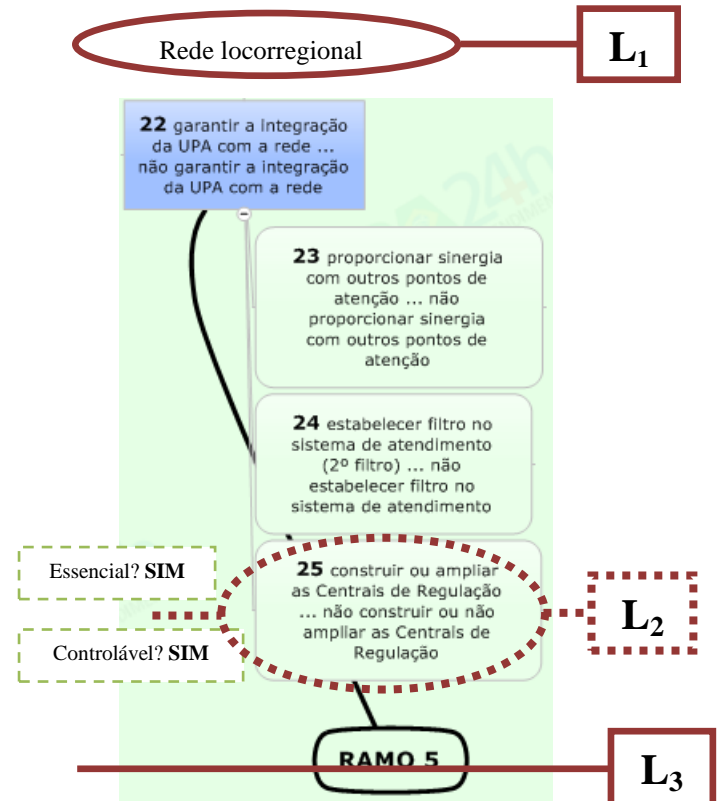 Rede locorregional
L₁
22 garantir a integração
da UPA com a rede ...
não garantir a integração
da UPA com a rede
24h
23 proporcionar sinergia
com outros pontos de
atenção ... não
proporcionar sinergia
com outros pontos de
atenção
24 estabelecer filtro no
sistema de atendimento
(2º filtro) ... não
estabelecer filtro no
sistema de atendimento
Essencial? SIM
Controlável? SIM
25 construir ou ampliar
as Centrais de Regulação
... não construir ou não
ampliar as Centrais de
Regulação
L₂
RAMO 5
L₃